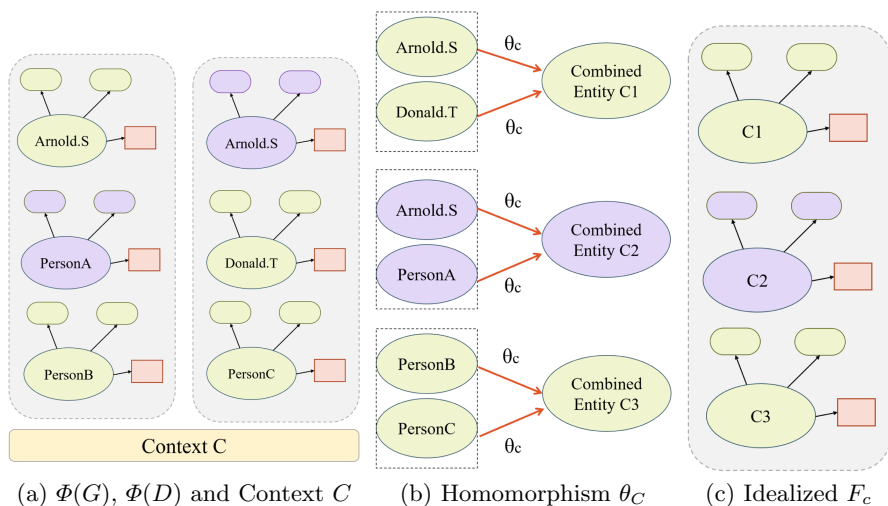 Arnold.S
PersonA
PersonB
Arnold.S
Donald.T
PersonC
Context C
(a) Φ(G), Φ(D) and Context C
Arnold.S
Donald.T
θc
θc
Combined
Entity C1
Arnold.S
PersonA
θc
θc
Combined
Entity C2
PersonB
PersonC
θc
θc
Combined
Entity C3
(b) Homomorphism θC
C1
C2
C3
(c) Idealized Fc